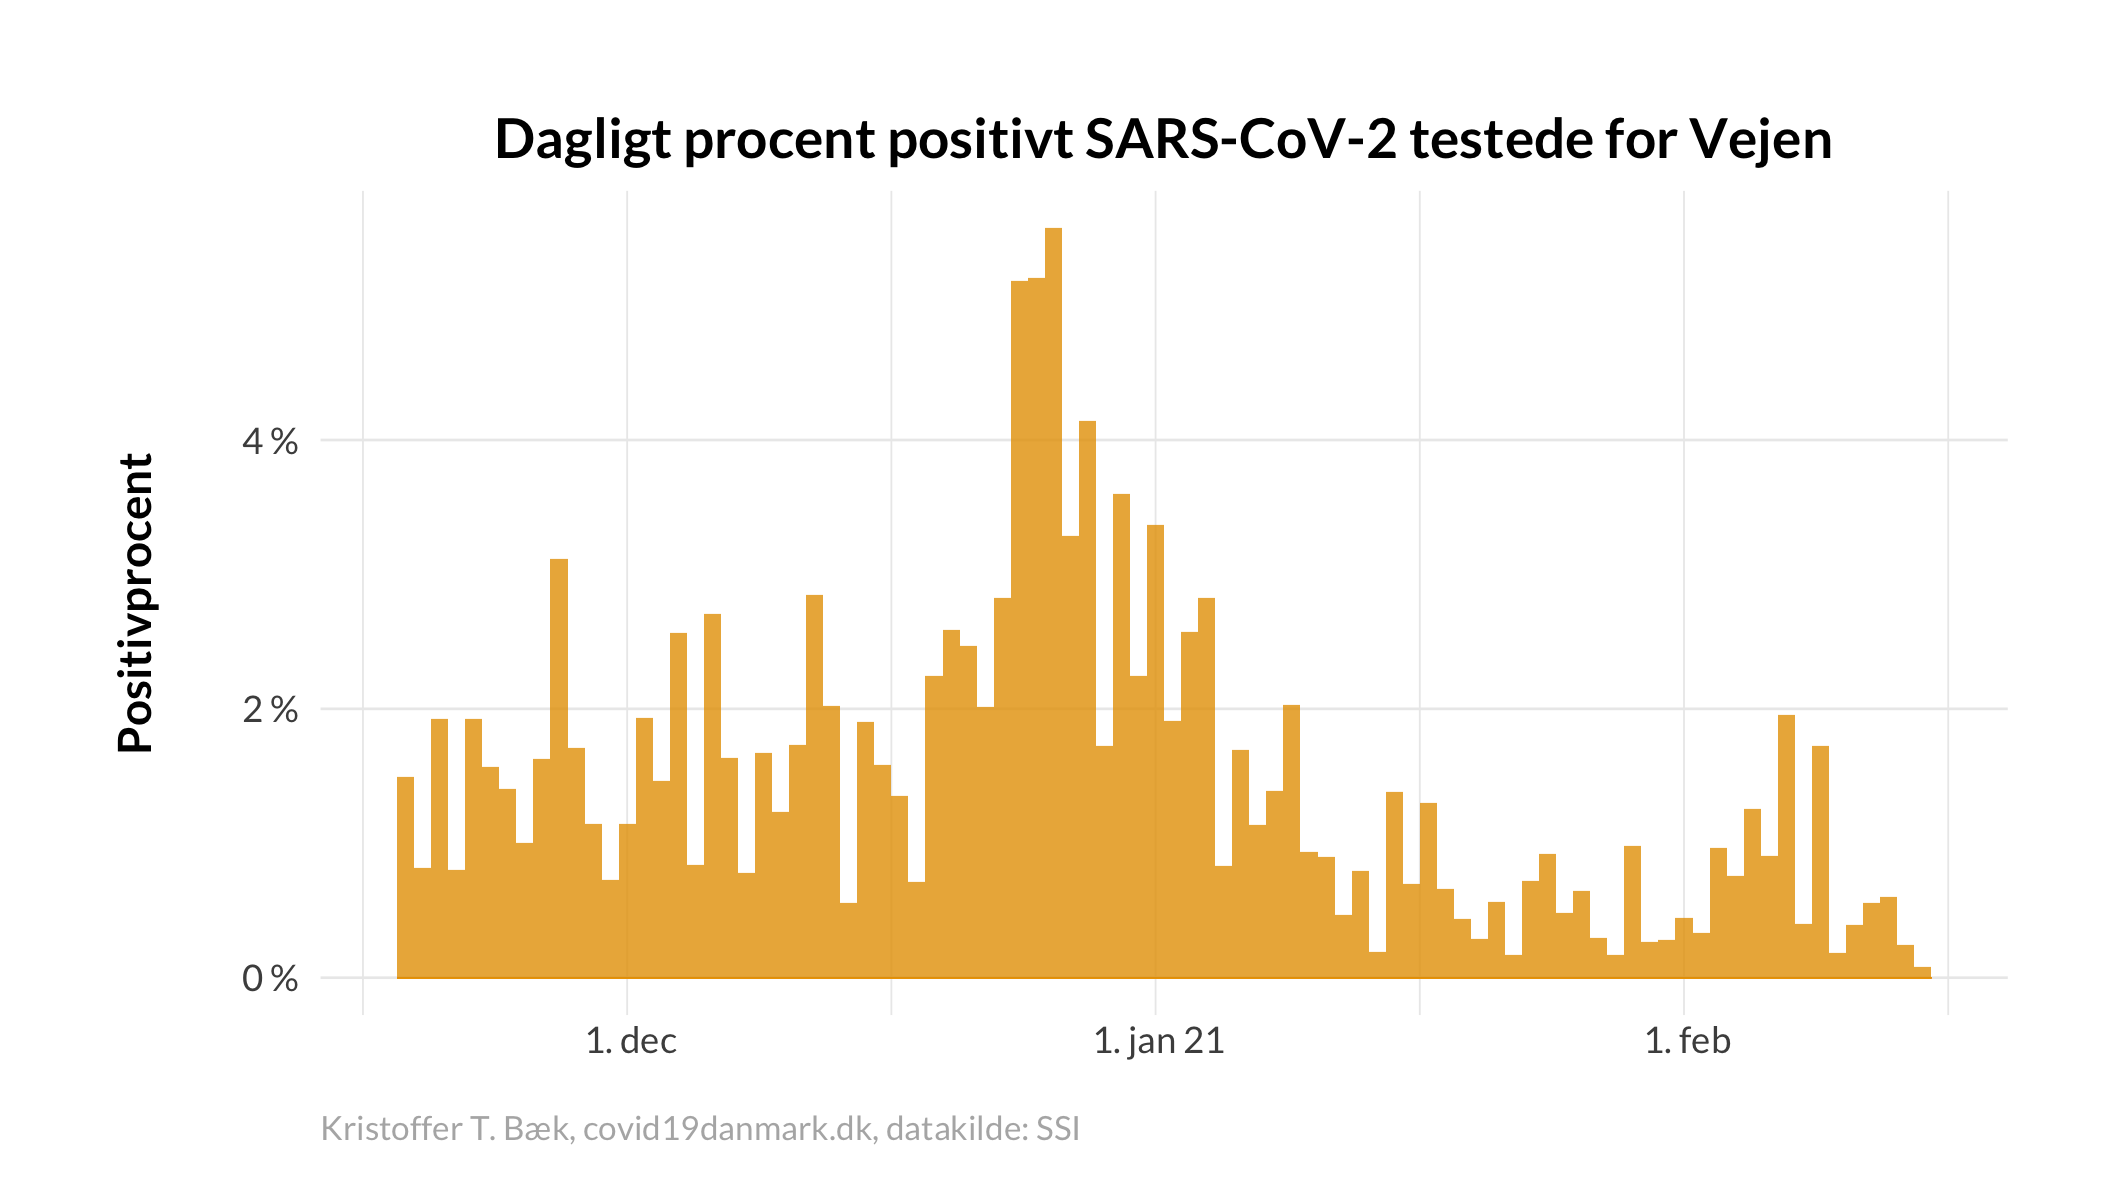 Dagligt procent positivt SARS-CoV-2 testede for Vejen
Positivprocent
4 %
2 %
0 %
1. dec
1. jan 21
1. feb
Kristoffer T. Bæk, covid19danmark.dk, datakilde: SSI